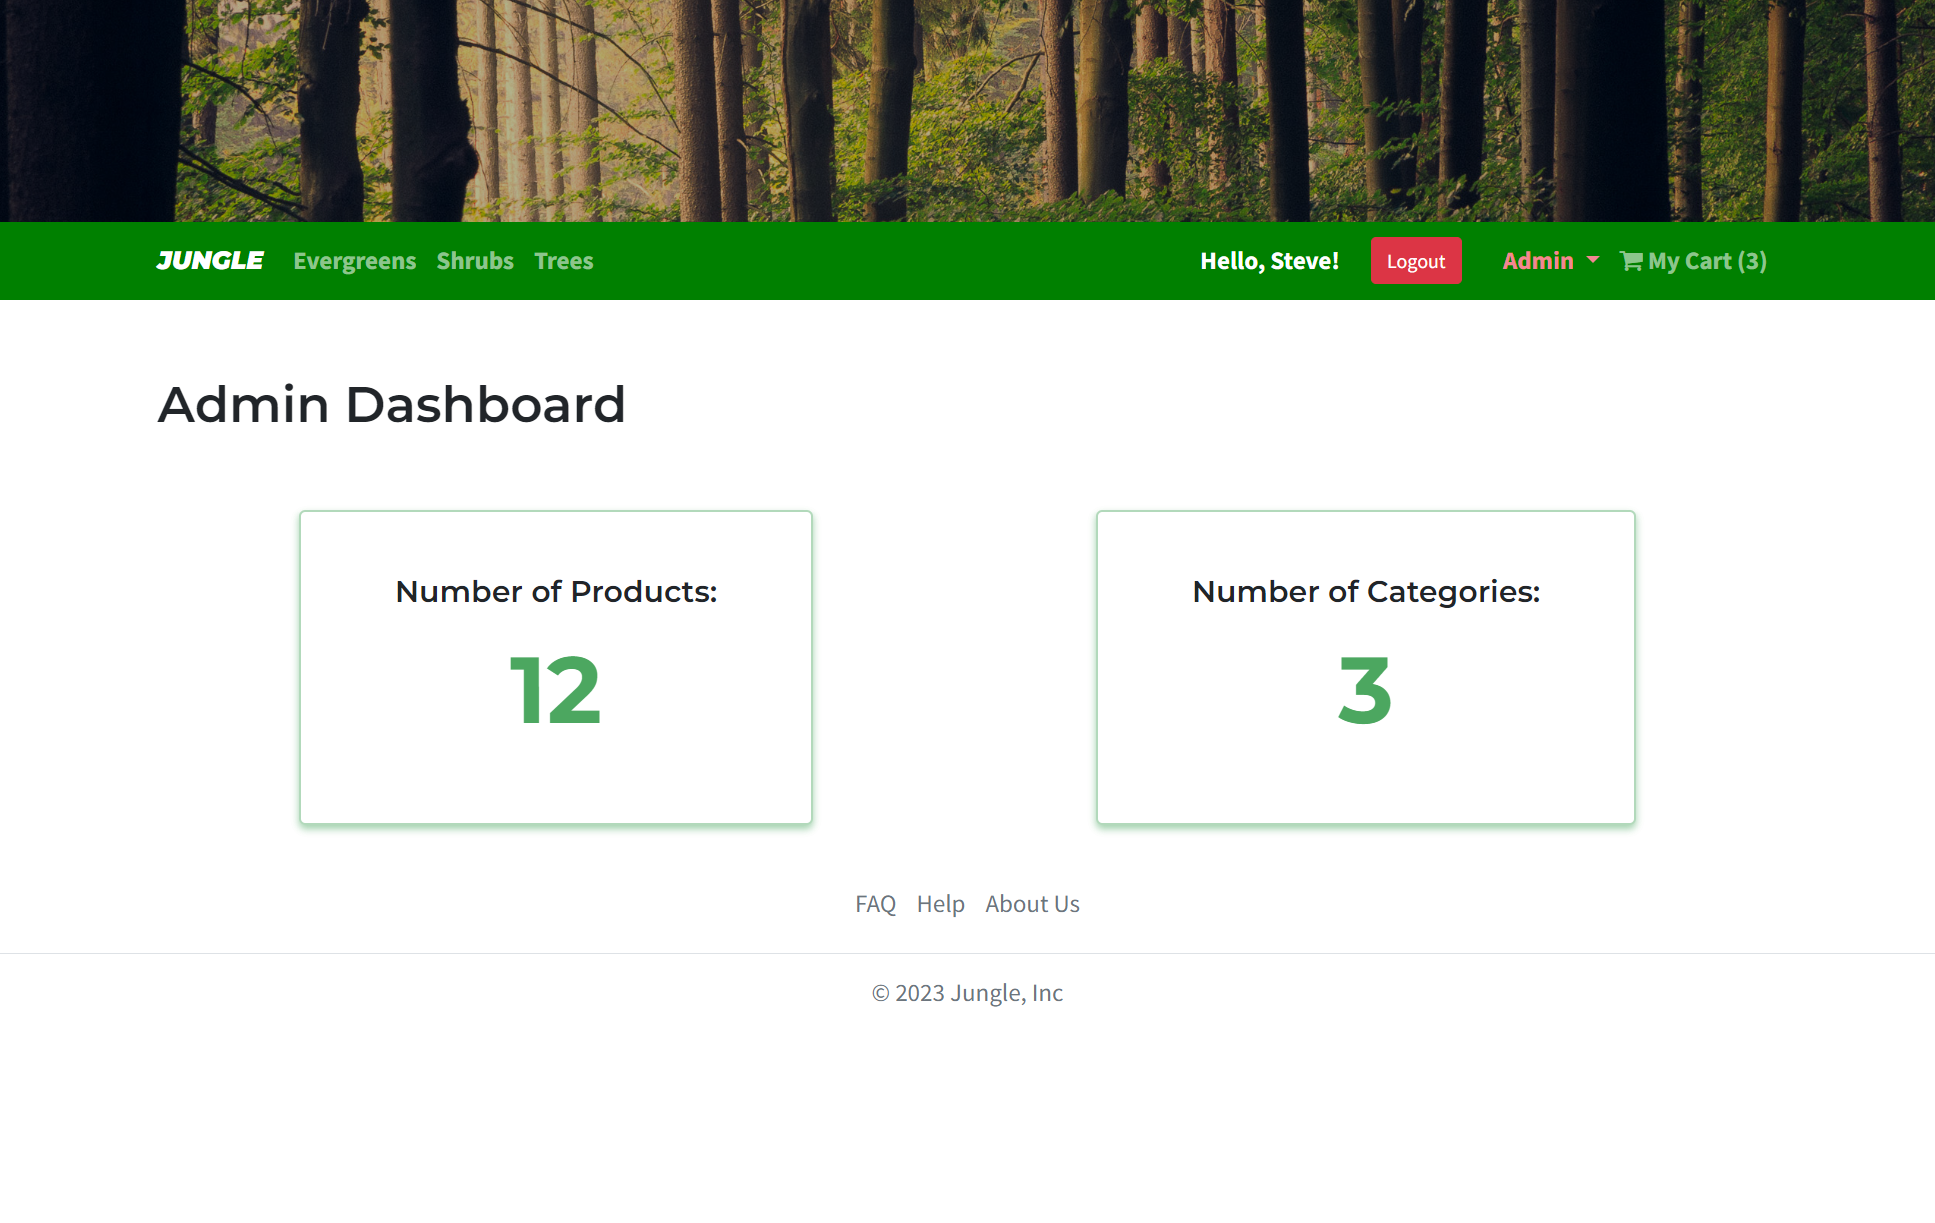 JUNGLE Evergreens Shrubs Trees Hello, Steve! Logout Admin My Cart (3)
Admin Dashboard
Number of Products:
12
Number of Categories:
3
FAQ Help About Us
© 2023 Jungle, Inc